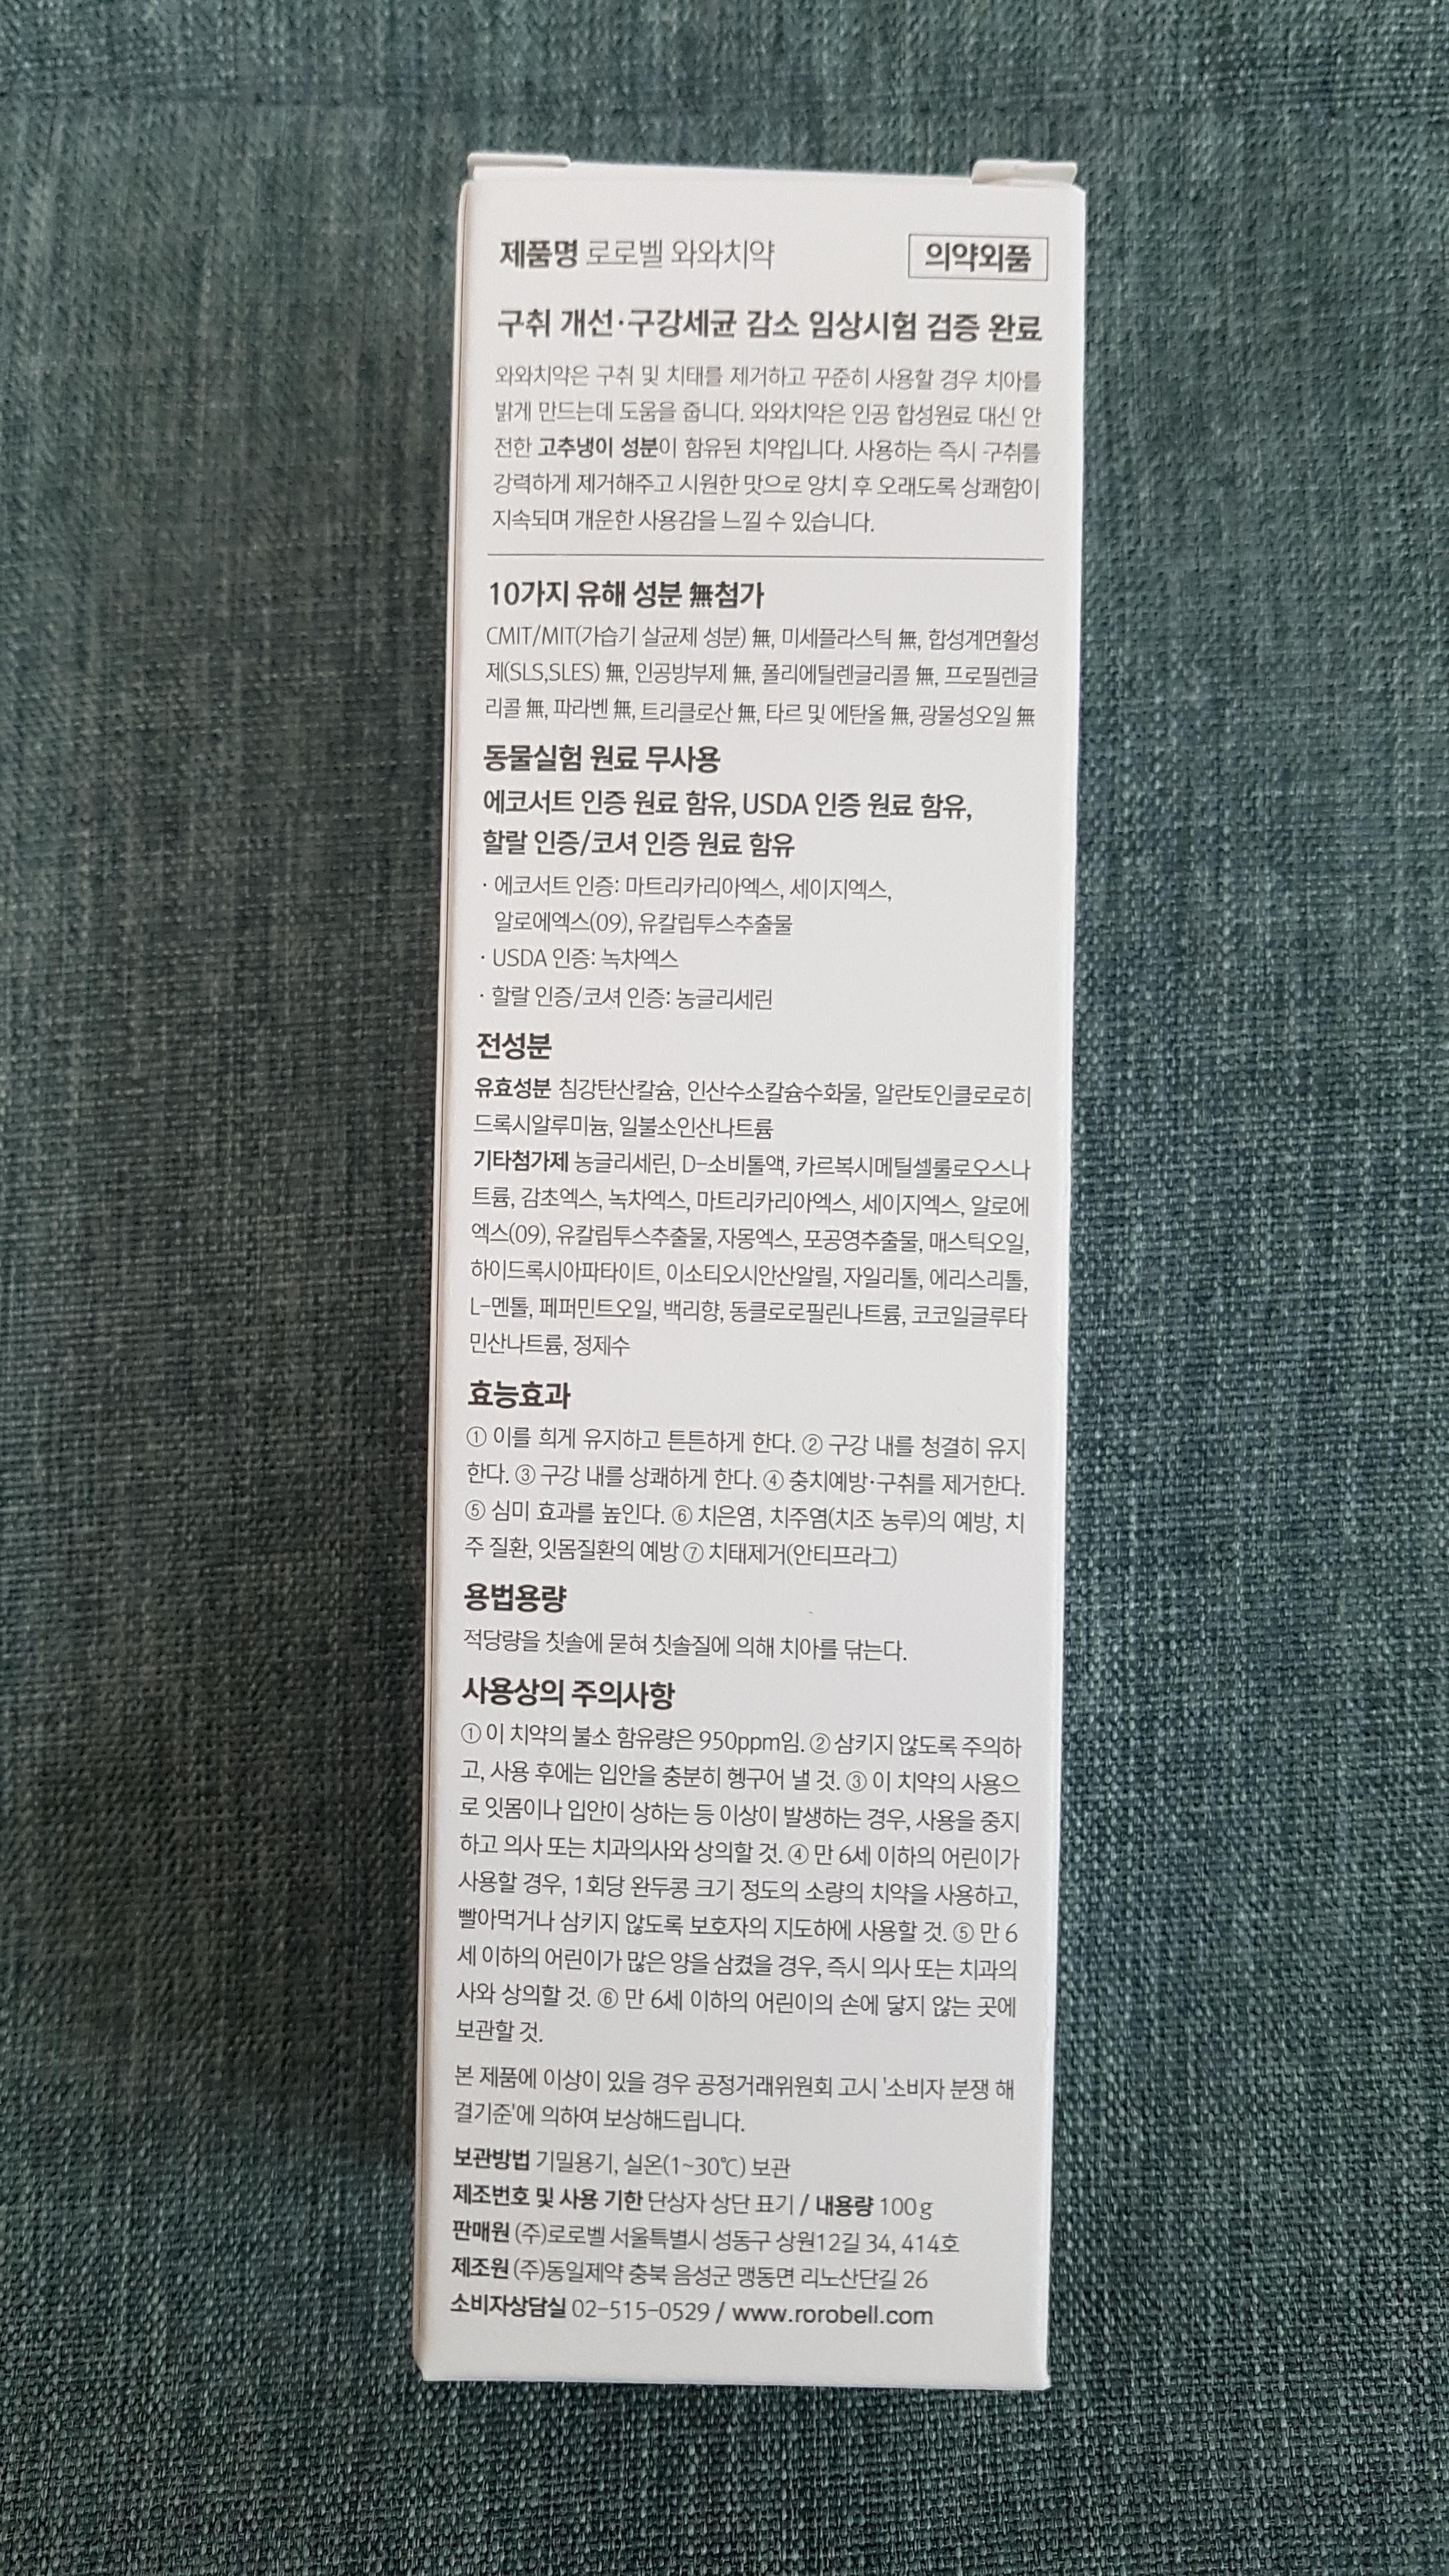 제품명 로로벨 와와치약
의약외품
구취 개선·구강세균 감소 임상시험 검증 완료
와와치약은 구취 및 치태를 제거하고 꾸준히 사용할 경우 치아를
밝게 만드는데 도움을 줍니다. 와와치약은 인공 합성원료 대신 안
전한 고추냉이 성분이 함유된 치약입니다. 사용하는 즉시 구취를
강력하게 제거해주고 시원한 맛으로 양치 후 오래도록 상쾌함이
지속되며 개운한 사용감을 느낄 수 있습니다.
10가지 유해 성분 無첨가
CMIT/MIT(가습기 살균제 성분) 無, 미세플라스틱 無, 합성계면활성
제(SLS,SLES) 無, 인공방부제 無, 폴리에틸렌글리콜 無, 프로필렌글
리콜 無, 파라벤 無, 트리클로산 無, 타르 및 에탄올 無, 광물성오일 無
동물실험 원료 무사용
에코서트 인증 원료 함유, USDA 인증 원료 함유,
할랄 인증/코셔 인증 원료 함유
· 에코서트 인증: 마트리카리아엑스, 세이지엑스,
알로에엑스(09), 유칼립투스추출물
· USDA 인증: 녹차엑스
· 할랄 인증/코셔 인증: 농글리세린
전성분
유효성분 침강탄산칼슘, 인산수소칼슘수화물, 알란토인클로로히
드록시알루미늄, 일불소인산나트륨
기타첨가제 농글리세린, D-소비톨액, 카르복시메틸셀룰로오스나
트륨, 감초엑스, 녹차엑스, 마트리카리아엑스, 세이지엑스, 알로에
엑스(09), 유칼립투스추출물, 자몽엑스, 포공영추출물, 매스틱오일,
하이드록시아파타이트, 이소티오시안산알릴, 자일리톨, 에리스리톨,
L-멘톨, 페퍼민트오일, 백리향, 동클로로필린나트륨, 코코일글루타
민산나트륨, 정제수
효능효과
① 이를 희게 유지하고 튼튼하게 한다. ② 구강 내를 청결히 유지
한다. ③ 구강 내를 상쾌하게 한다. ④ 충치예방·구취를 제거한다.
⑤ 심미 효과를 높인다. ⑥ 치은염, 치주염(치조 농루)의 예방, 치
주 질환, 잇몸질환의 예방 ⑦ 치태제거(안티프라그)
용법용량
적당량을 칫솔에 묻혀 칫솔질에 의해 치아를 닦는다.
사용상의 주의사항
① 이 치약의 불소 함유량은 950ppm임. ② 삼키지 않도록 주의하
고, 사용 후에는 입안을 충분히 헹구어 낼 것. ③ 이 치약의 사용으
로 잇몸이나 입안이 상하는 등 이상이 발생하는 경우, 사용을 중지
하고 의사 또는 치과의사와 상의할 것. ④ 만 6세 이하의 어린이가
사용할 경우, 1회당 완두콩 크기 정도의 소량의 치약을 사용하고,
빨아먹거나 삼키지 않도록 보호자의 지도하에 사용할 것. ⑤ 만 6
세 이하의 어린이가 많은 양을 삼켰을 경우, 즉시 의사 또는 치과의
사와 상의할 것. ⑥ 만 6세 이하의 어린이의 손에 닿지 않는 곳에
보관할 것.
본 제품에 이상이 있을 경우 공정거래위원회 고시 '소비자 분쟁 해
결기준'에 의하여 보상해드립니다.
보관방법 기밀용기, 실온(1~30℃) 보관
제조번호 및 사용 기한 단상자 상단 표기 / 내용량 100g
판매원 (주)로로벨 서울특별시 성동구 상원12길 34, 414호
제조원 (주)동일제약 충북 음성군 맹동면 리노산단길 26
소비자상담실 02-515-0529 / www.rorobell.com